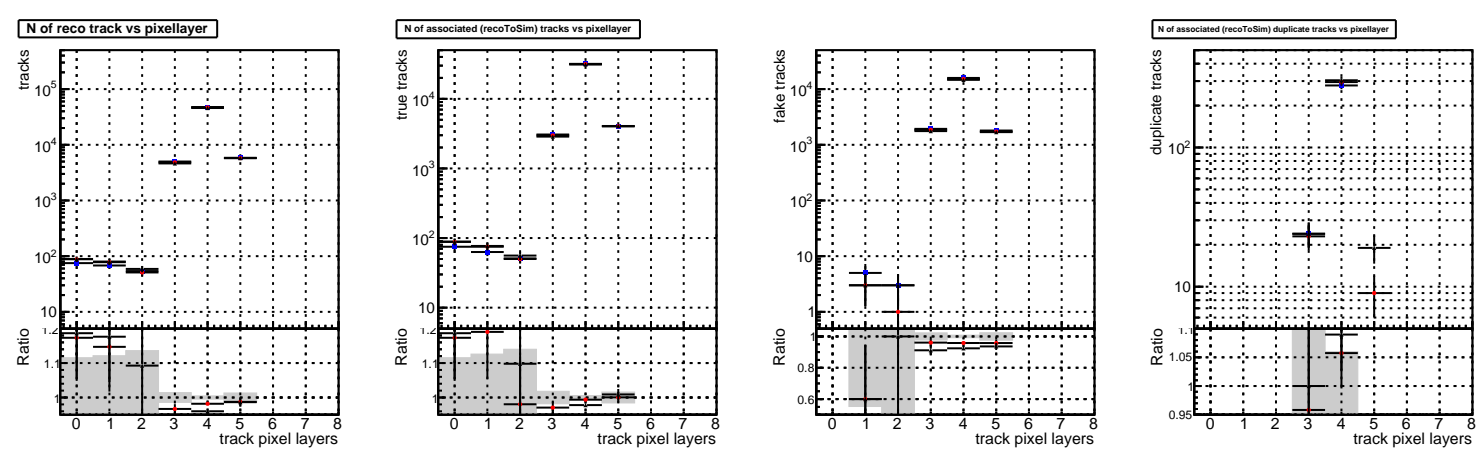 N of reco track vs pixellayer
tracks
10^5
10^4
10^3
10^2
10
Ratio
1.2
1.1
1
0 1 2 3 4 5 6 7 8
track pixel layers
N of associated (recoToSim) tracks vs pixellayer
true tracks
10^4
10^3
10^2
10
Ratio
1.2
1.1
1
0 1 2 3 4 5 6 7 8
track pixel layers
fake tracks
10^4
10^3
10^2
10
1
Ratio
1
0.8
0.6
0 1 2 3 4 5 6 7 8
track pixel layers
N of associated (recoToSim) duplicate tracks vs pixellayer
duplicate tracks
10^2
10
Ratio
1.1
1.05
1
0.95
0 1 2 3 4 5 6 7 8
track pixel layers